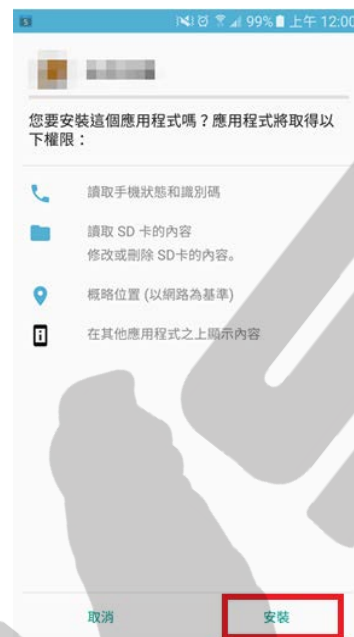 99% 上午 12:00
您要安裝這個應用程式嗎？應用程式將取得以
下權限：
讀取手機狀態和識別碼
讀取 SD 卡的內容
修改或刪除 SD卡的內容。
概略位置 (以網路為基準)
在其他應用程式之上顯示內容
取消 安裝